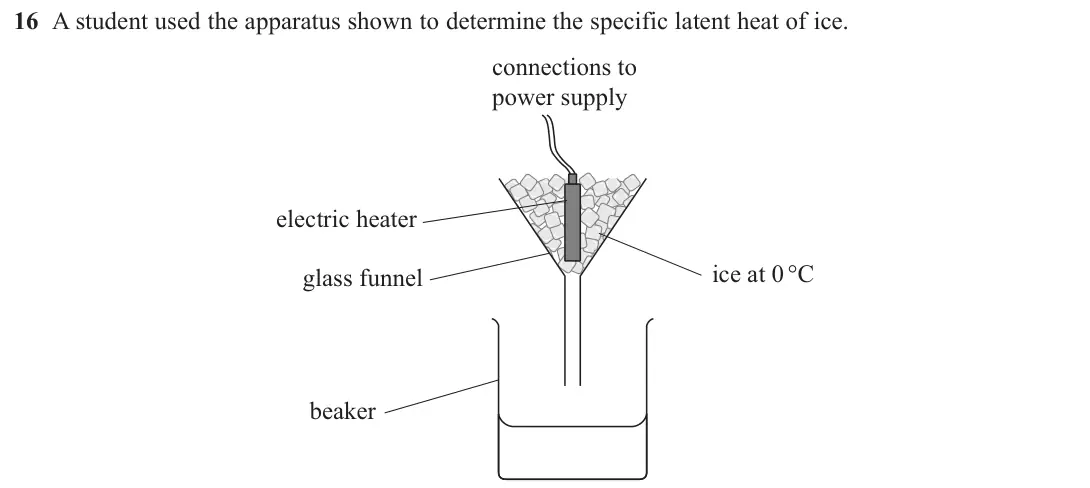 16 A student used the apparatus shown to determine the specific latent heat of ice.
connections to
power supply
electric heater
glass funnel
ice at 0 °C
beaker